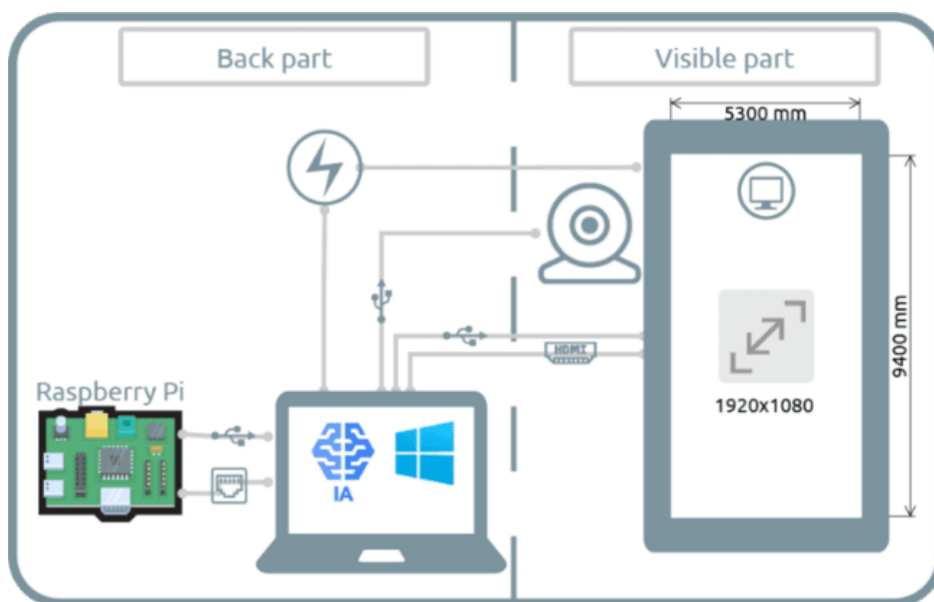 Back part
Visible part
5300 mm
9400 mm
HDMI
1920x1080
Raspberry Pi
IA